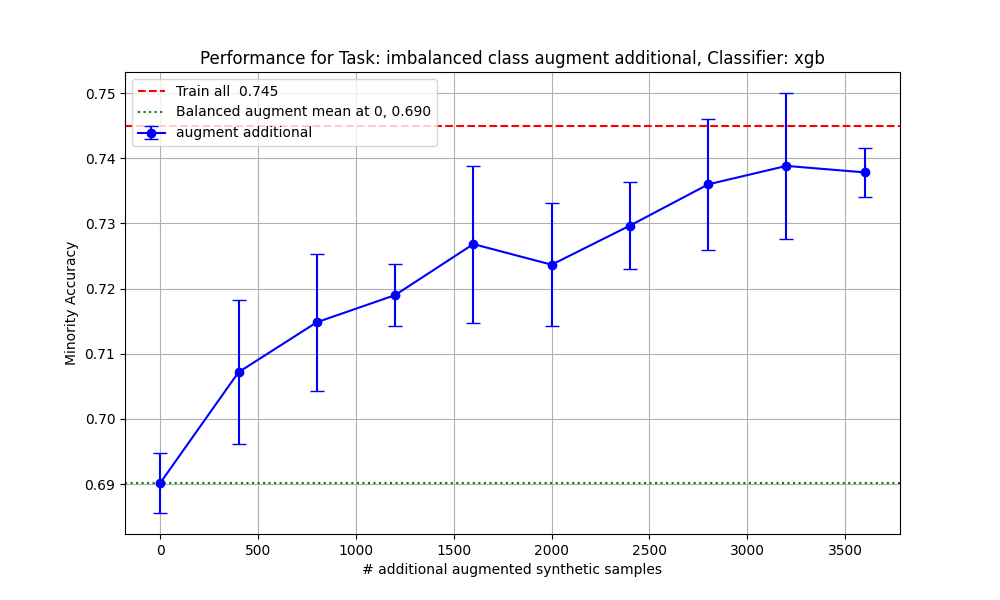 Performance for Task: imbalanced class augment additional, Classifier: xgb
Train all  0.745
Balanced augment mean at 0, 0.690
augment additional
0.75
0.74
0.73
0.72
0.71
0.70
0.69
Minority Accuracy
0 500 1000 1500 2000 2500 3000 3500
# additional augmented synthetic samples